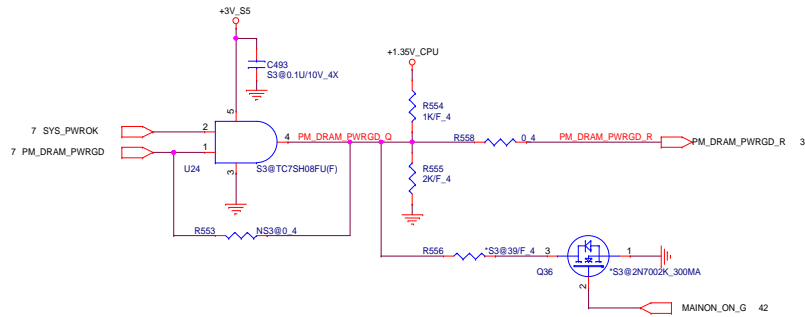 +3V_S5
C493
S3@0.1U/10V_4X
+1.35V_CPU
R554
1K/F_4
5
7 SYS_PWROK
2
7 PM_DRAM_PWRGD
1
4
PM_DRAM_PWRGD_Q
R558
0_4
PM_DRAM_PWRGD_R
PM_DRAM_PWRGD_R 3
U24
3
S3@TC7SH08FU(F)
R555
2K/F_4
R553
NS3@0_4
R556
*S3@39/F_4
3
1
Q36
*S3@2N7002K_300MA
2
MAINON_ON_G 42